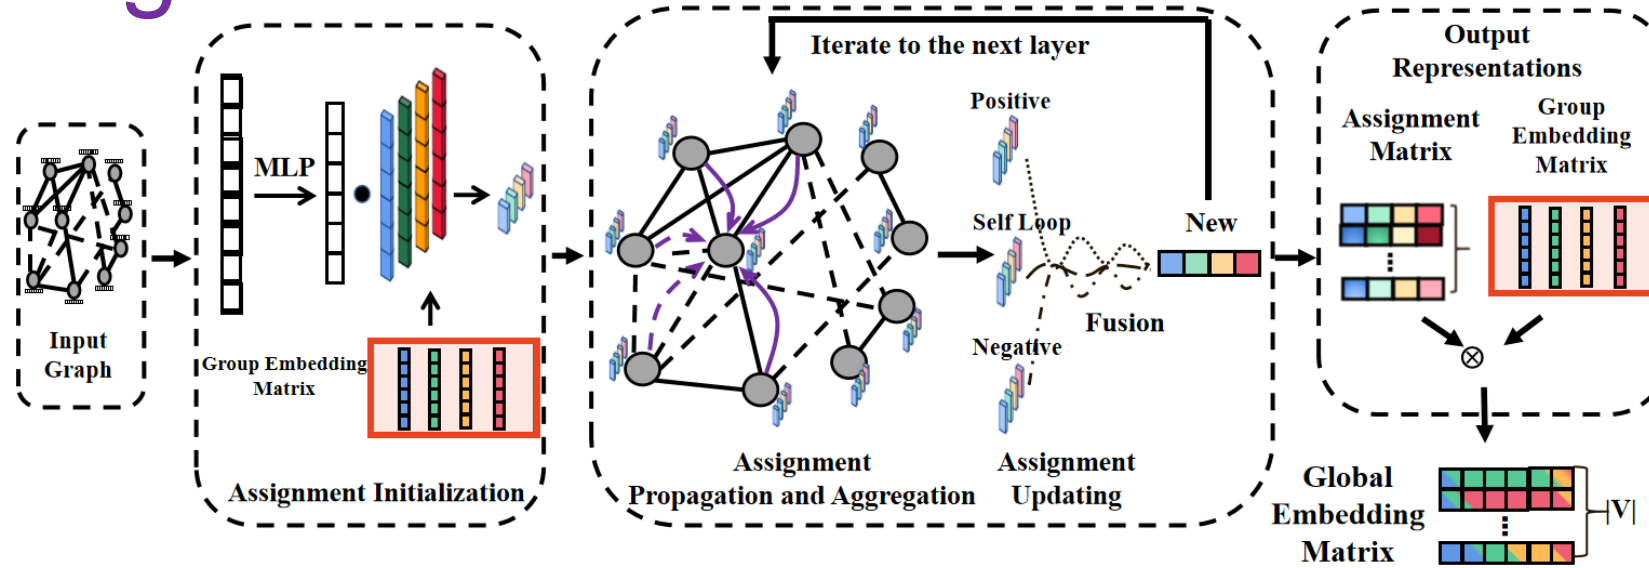 Input
Graph
MLP
Group Embedding
Matrix
Assignment Initialization
Iterate to the next layer
Positive
Self Loop
Negative
Fusion
New
Assignment
Propagation and Aggregation
Assignment
Updating
Output
Representations
Assignment
Matrix
Group
Embedding
Matrix
Global
Embedding
Matrix
|V|